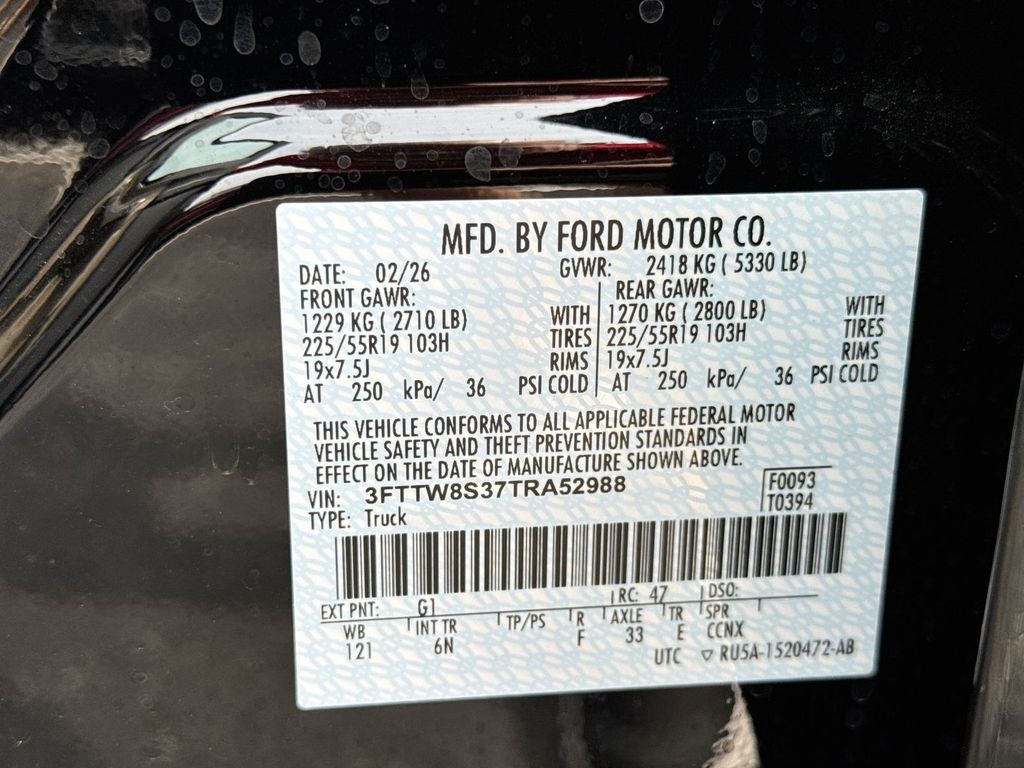 MFD. BY FORD MOTOR CO.
DATE: 02/26 GVWR: 2418 KG ( 5330 LB)
FRONT GAWR: REAR GAWR:
1229 KG ( 2710 LB) WITH 1270 KG ( 2800 LB) WITH
225/55R19 103H TIRES 225/55R19 103H TIRES
19x7.5J RIMS 19x7.5J RIMS
AT 250 kPa/ 36 PSI COLD AT 250 kPa/ 36 PSI COLD
THIS VEHICLE CONFORMS TO ALL APPLICABLE FEDERAL MOTOR
VEHICLE SAFETY AND THEFT PREVENTION STANDARDS IN
EFFECT ON THE DATE OF MANUFACTURE SHOWN ABOVE.
VIN: 3FTTW8S37TRA52988 F0093
TYPE: Truck T0394
EXT PNT: G1 RC: 47 DSO:
WB INT TR TP/PS R AXLE TR SPR
121 6N F 33 E CCNX
UTC ▽ RU5A-1520472-AB